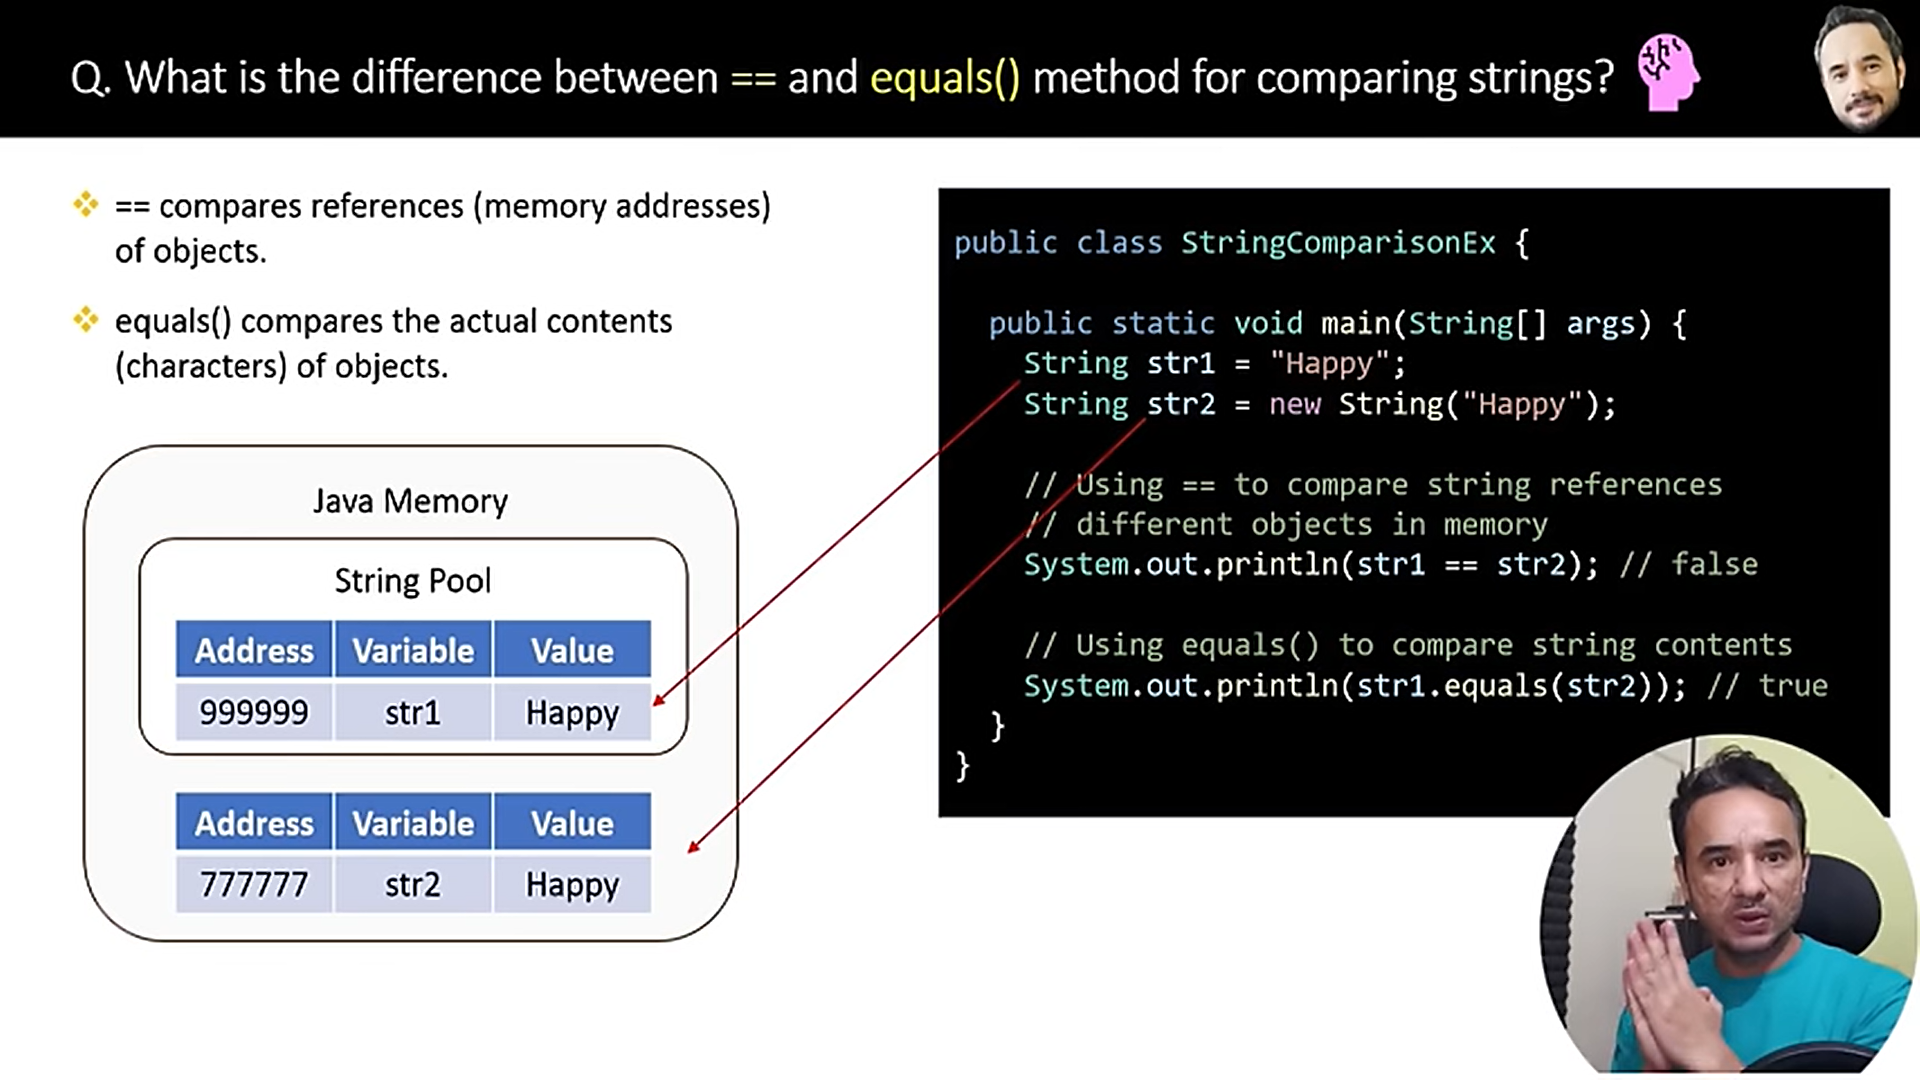 Q. What is the difference between == and equals() method for comparing strings?
== compares references (memory addresses)
of objects.
equals() compares the actual contents
(characters) of objects.
Java Memory
String Pool
Address Variable Value
999999 str1 Happy
Address Variable Value
777777 str2 Happy
public class StringComparisonEx {
public static void main(String[] args) {
String str1 = "Happy";
String str2 = new String("Happy");
// Using == to compare string references
// different objects in memory
System.out.println(str1 == str2); // false
// Using equals() to compare string contents
System.out.println(str1.equals(str2)); // true
}
}